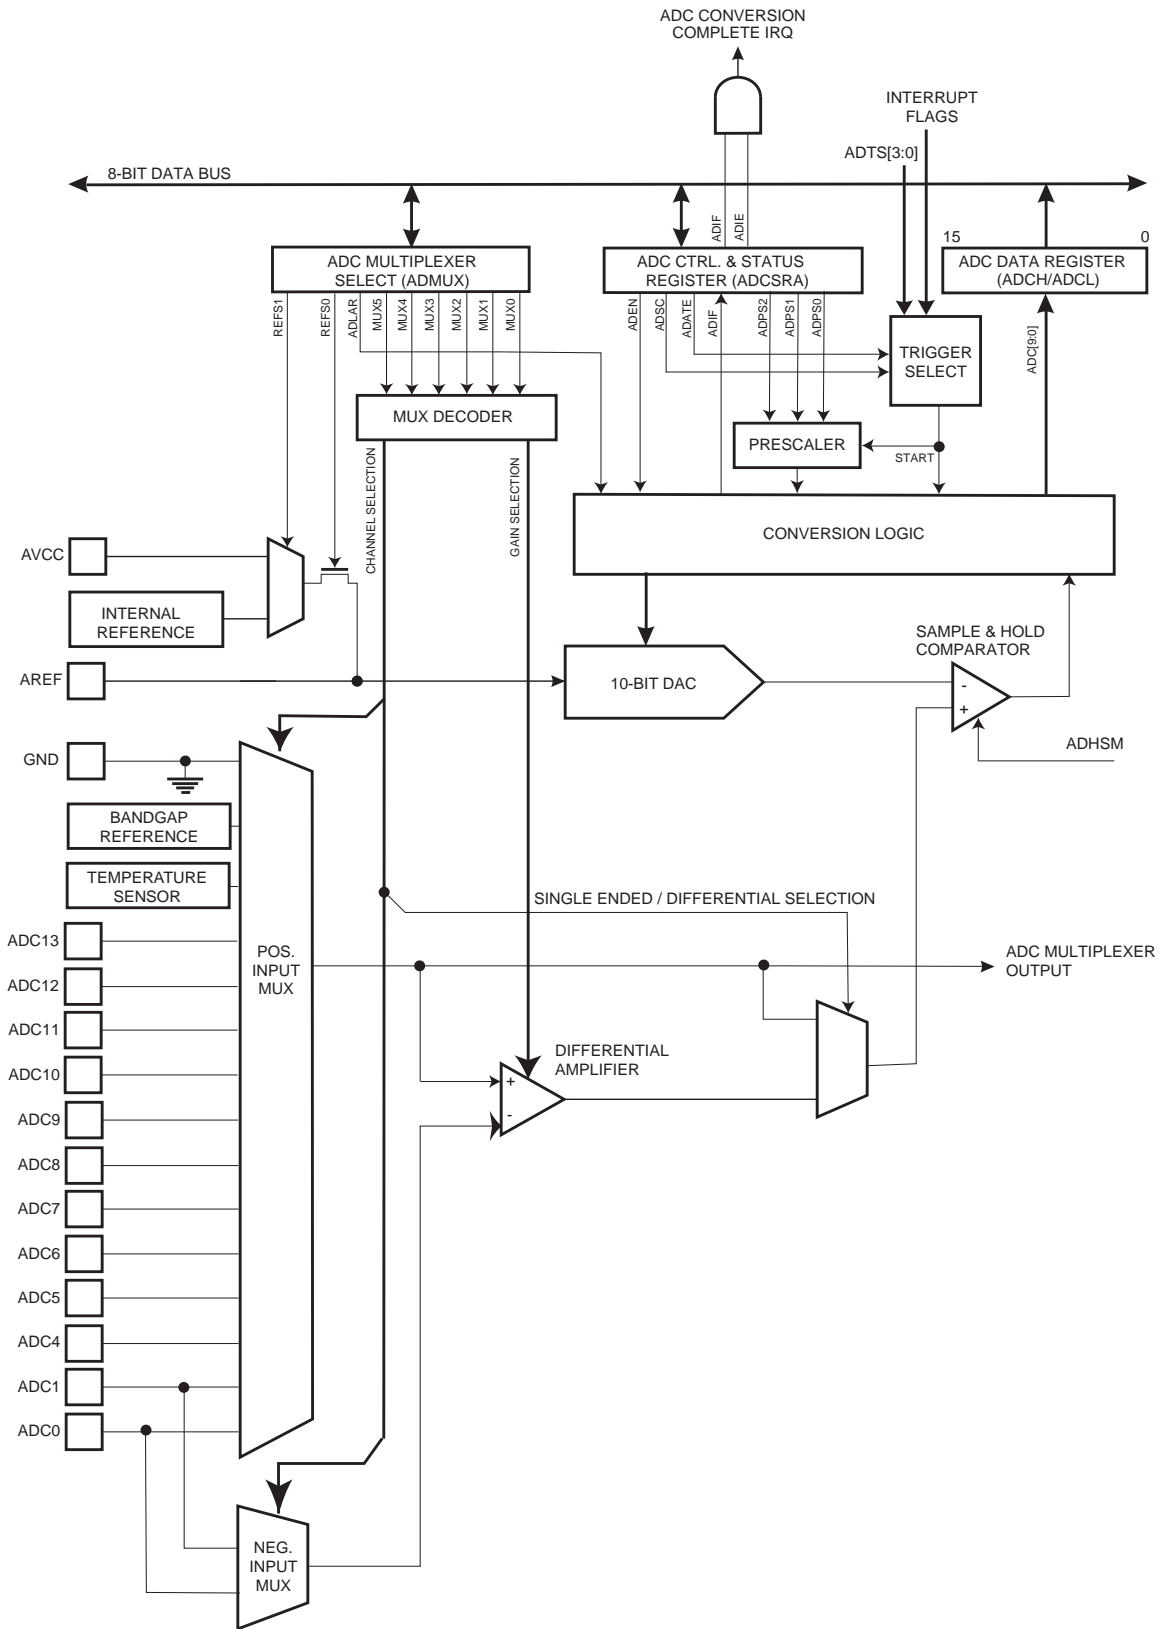 ADC CONVERSION
COMPLETE IRQ
INTERRUPT
FLAGS
ADTS[3:0]
8-BIT DATA BUS
ADIF
ADIE
15
0
ADC MULTIPLEXER
SELECT (ADMUX)
ADC CTRL. & STATUS
REGISTER (ADCSRA)
ADC DATA REGISTER
(ADCH/ADCL)
REFS1
REFS0
ADLAR
MUX5
MUX4
MUX3
MUX2
MUX1
MUX0
ADEN
ADSC
ADATE
ADIF
ADPS2
ADPS1
ADPS0
TRIGGER
SELECT
ADC[9:0]
MUX DECODER
PRESCALER
START
CHANNEL SELECTION
GAIN SELECTION
CONVERSION LOGIC
AVCC
INTERNAL
REFERENCE
SAMPLE & HOLD
COMPARATOR
AREF
10-BIT DAC
-
+
ADHSM
GND
BANDGAP
REFERENCE
TEMPERATURE
SENSOR
SINGLE ENDED / DIFFERENTIAL SELECTION
ADC13
POS.
INPUT
MUX
ADC MULTIPLEXER
OUTPUT
ADC12
ADC11
ADC10
DIFFERENTIAL
AMPLIFIER
+
-
ADC9
ADC8
ADC7
ADC6
ADC5
ADC4
ADC1
ADC0
NEG.
INPUT
MUX